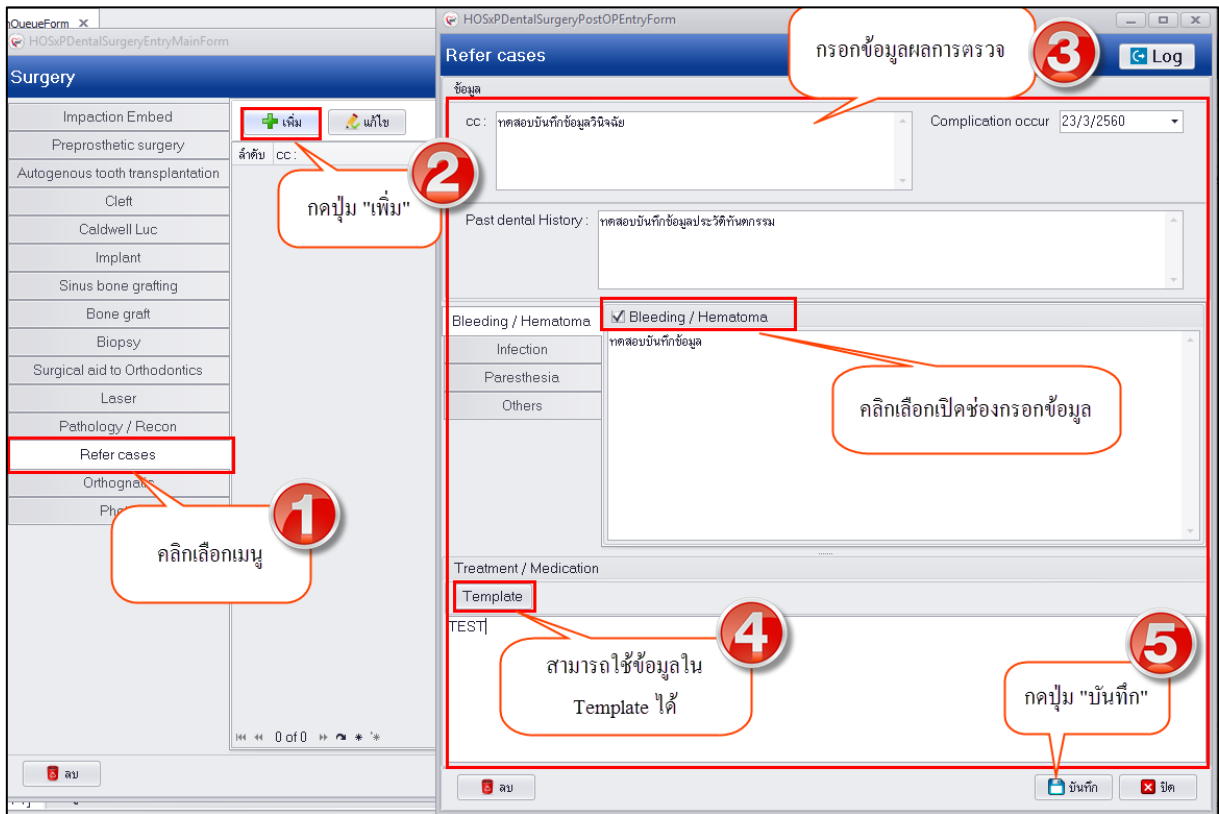 nQueueForm X
HOSxPDentalSurgeryEntryMainForm
Surgery
Impaction Embed
Preprosthetic surgery
Autogenous tooth transplantation
Cleft
Caldwell Luc
Implant
Sinus bone grafting
Bone graft
Biopsy
Surgical aid to Orthodontics
Laser
Pathology / Recon
Refer cases
Orthognatic
1
คลิกเลือกเมนู
เพิ่ม
แก้ไข
ลำดับ cc :
2
กดปุ่ม "เพิ่ม"
0 of 0
ลบ
HOSxPDentalSurgeryPostOPEntryForm
Refer cases
กรอกข้อมูลผลการตรวจ
3
Log
ข้อมูล
cc : ทดสอบบันทึกข้อมูลวินิจฉัย
Complication occur 23/3/2560
Past dental History : ทดสอบบันทึกข้อมูลประวัติทันตกรรม
Bleeding / Hematoma
Infection
Paresthesia
Others
Bleeding / Hematoma
ทดสอบบันทึกข้อมูล
คลิกเลือกเปิดช่องกรอกข้อมูล
Treatment / Medication
Template
TEST
4
สามารถใช้ข้อมูลใน
Template ได้
5
กดปุ่ม "บันทึก"
ลบ
บันทึก
ปิด